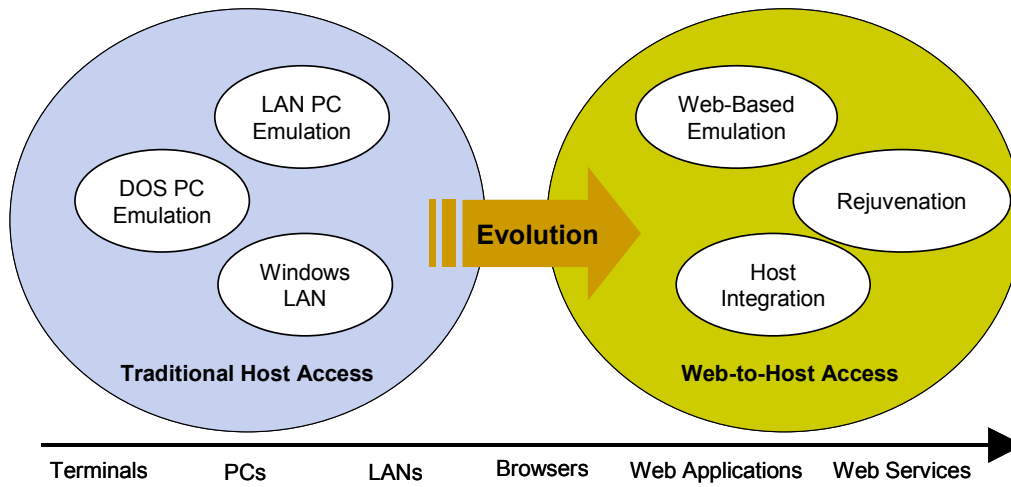 LAN PC
Emulation
DOS PC
Emulation
Windows
LAN
Traditional Host Access
Evolution
Web-Based
Emulation
Rejuvenation
Host
Integration
Web-to-Host Access
Terminals
PCs
LANs
Browsers
Web Applications
Web Services